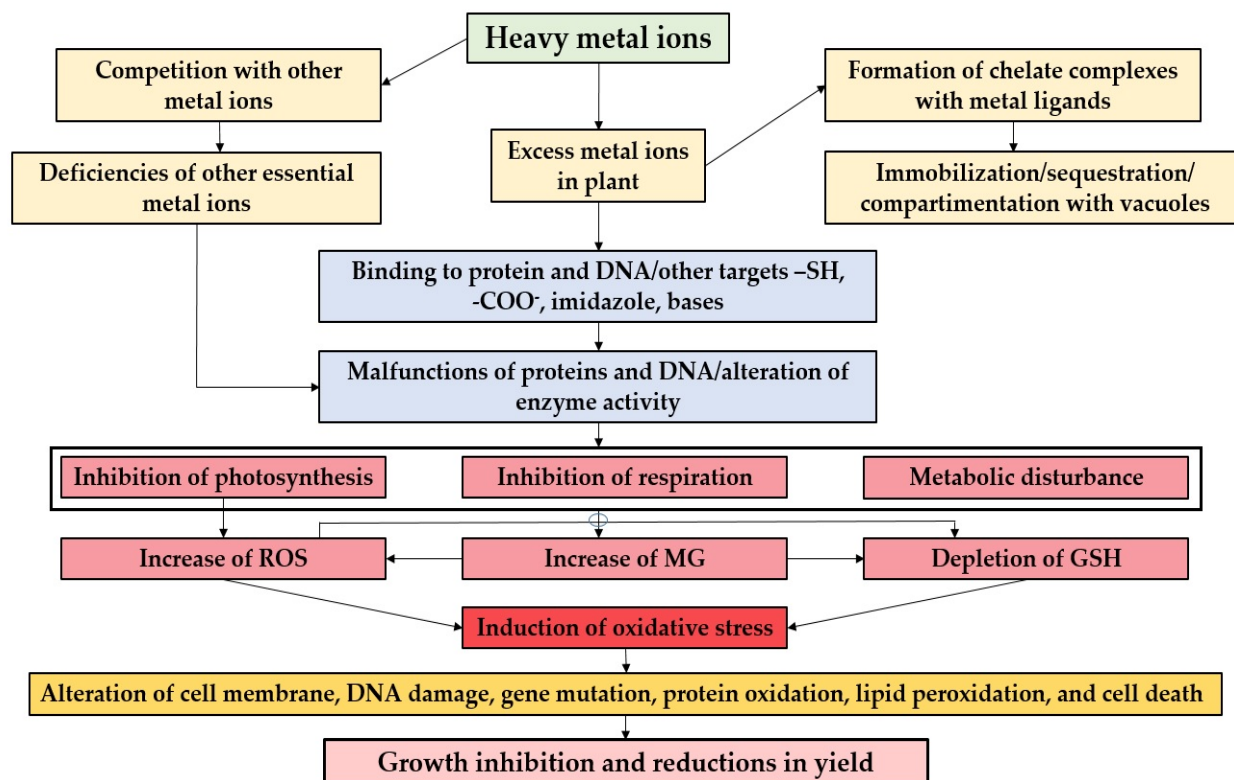 Heavy metal ions
Competition with other
metal ions
Formation of chelate complexes
with metal ligands
Excess metal ions
in plant
Deficiencies of other essential
metal ions
Immobilization/sequestration/
compartimentation with vacuoles
Binding to protein and DNA/other targets –SH,
-COO⁻, imidazole, bases
Malfunctions of proteins and DNA/alteration of
enzyme activity
Inhibition of photosynthesis
Inhibition of respiration
Metabolic disturbance
Increase of ROS
Increase of MG
Depletion of GSH
Induction of oxidative stress
Alteration of cell membrane, DNA damage, gene mutation, protein oxidation, lipid peroxidation, and cell death
Growth inhibition and reductions in yield